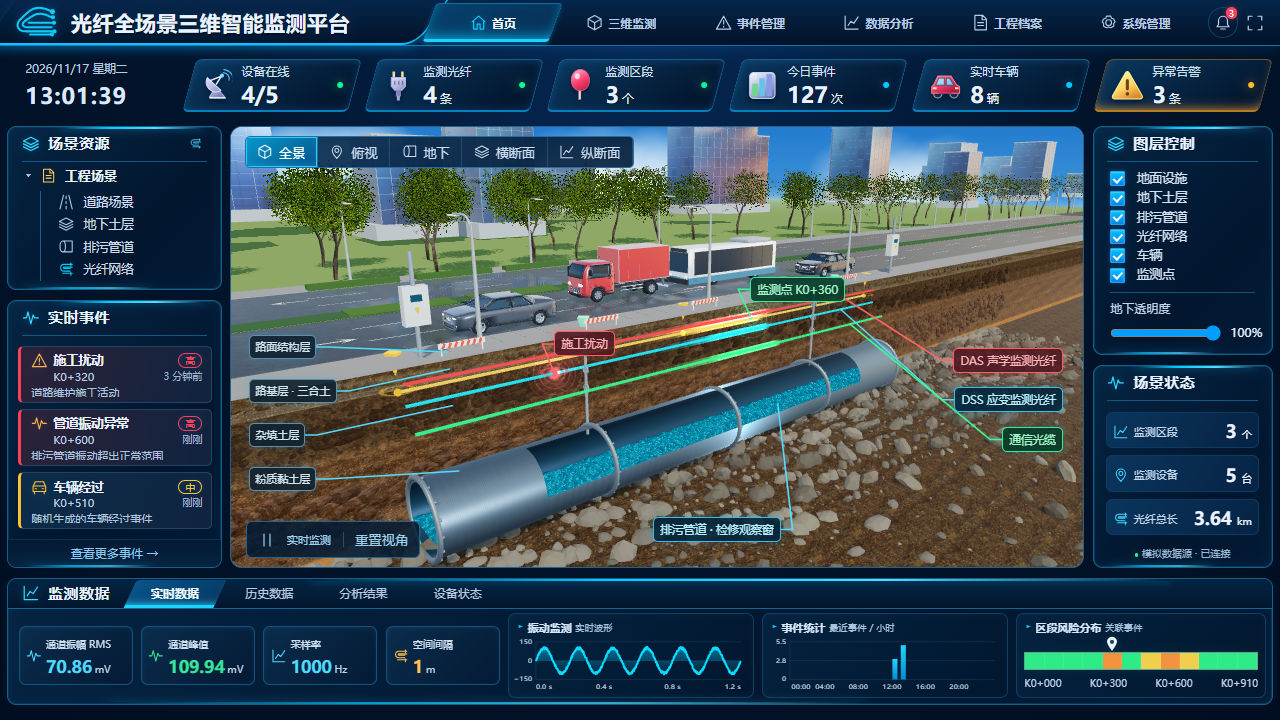 光纤全场景三维智能监测平台
首页
三维监测
事件管理
数据分析
工程档案
系统管理
3
2026/11/17 星期二
13:01:39
设备在线
4/5
监测光纤
4 条
监测区段
3 个
今日事件
127 次
实时车辆
8 辆
异常告警
3 条
场景资源
工程场景
道路场景
地下土层
排污管道
光纤网络
实时事件
施工扰动
高
K0+320
3 分钟前
道路维护施工活动
管道振动异常
高
K0+600
刚刚
排污管道振动超出正常范围
车辆经过
中
K0+510
刚刚
随机生成的车辆经过事件
查看更多事件 →
全景
俯视
地下
横断面
纵断面
监测点 K0+360
施工扰动
路面结构层
路基层 · 三合土
杂填土层
粉质黏土层
DAS 声学监测光纤
DSS 应变监测光纤
通信光缆
排污管道 · 检修观察窗
实时监测
重置视角
图层控制
地面设施
地下土层
排污管道
光纤网络
车辆
监测点
地下透明度
100%
场景状态
监测区段
3 个
监测设备
5 台
光纤总长
3.64 km
模拟数据源 · 已连接
监测数据
实时数据
历史数据
分析结果
设备状态
通道振幅 RMS
70.86 mV
通道峰值
109.94 mV
采样率
1000 Hz
空间间隔
1 m
振动监测 实时波形
150
0
-150
0.0 s
0.4 s
0.8 s
1.2 s
事件统计 最近事件 / 小时
5.5
2.8
0
00:00
04:00
08:00
12:00
16:00
20:00
区段风险分布 关联事件
K0+000
K0+300
K0+600
K0+910